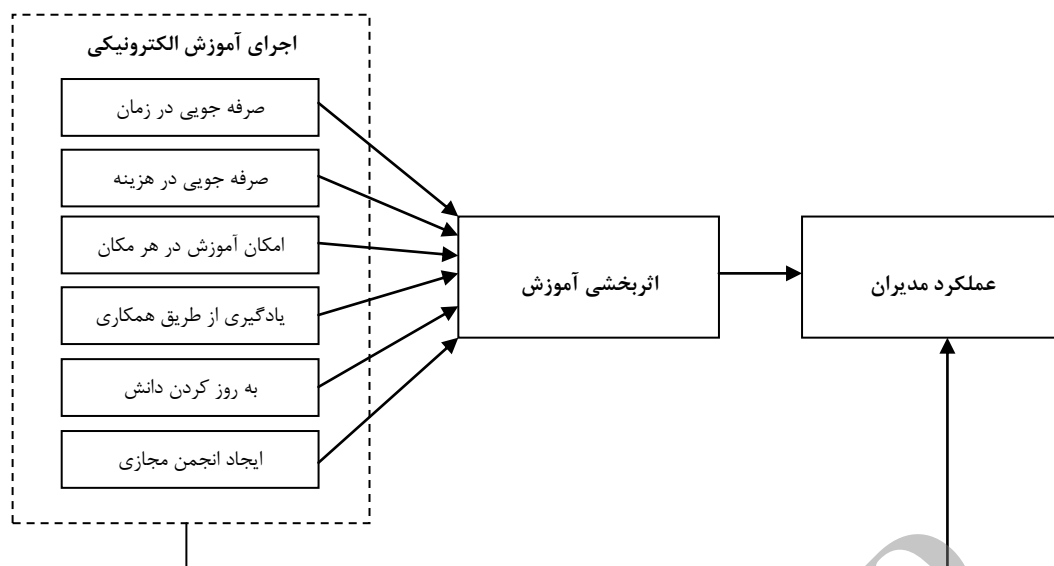 اجرای آموزش الکترونیکی
صرفه جویی در زمان
صرفه جویی در هزینه
امکان آموزش در هر مکان
یادگیری از طریق همکاری
به روز کردن دانش
ایجاد انجمن مجازی
اثربخشی آموزش
عملکرد مدیران